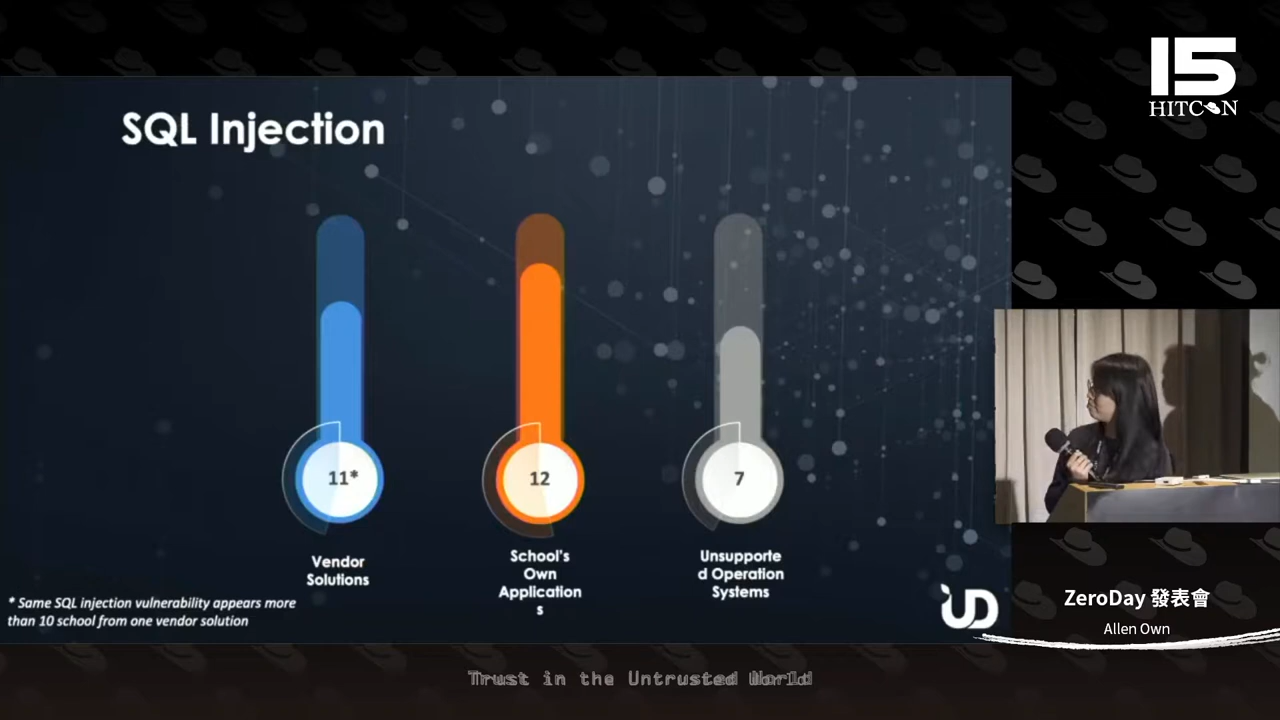 15
HITCON
SQL Injection
11*
12
7
Vendor
Solutions
School's
Own
Application
s
Unsupporte
d Operation
Systems
* Same SQL injection vulnerability appears more
than 10 school from one vendor solution
UD
ZeroDay 發表會
Allen Own
Trust in the Untrusted World